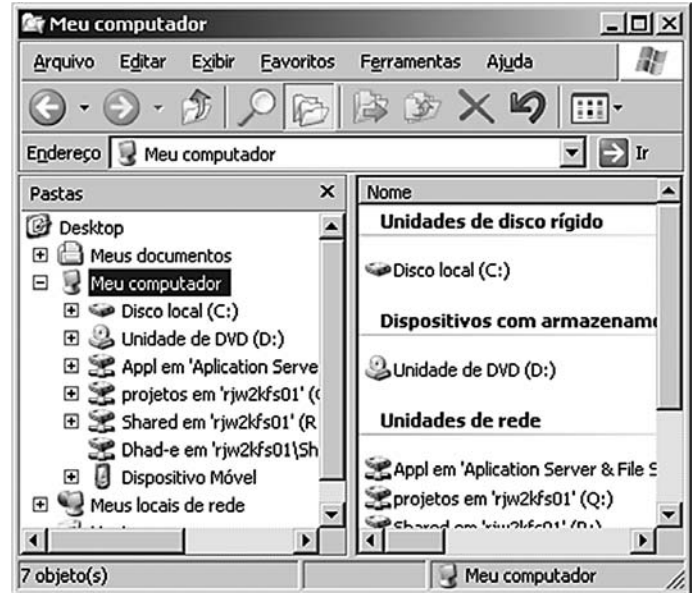 Meu computador
Arquivo Editar Exibir Favoritos Ferramentas Ajuda
Endereço Meu computador Ir
Pastas
Desktop
Meus documentos
Meu computador
Disco local (C:)
Unidade de DVD (D:)
Appl em 'Aplication Serve
projetos em 'rjw2kfs01' (
Shared em 'rjw2kfs01' (R
Dhad-e em 'rjw2kfs01\Sh
Dispositivo Móvel
Meus locais de rede
Nome
Unidades de disco rígido
Disco local (C:)
Dispositivos com armazenam
Unidade de DVD (D:)
Unidades de rede
Appl em 'Aplication Server & File S
projetos em 'rjw2kfs01' (Q:)
Shared em 'rjw2kfs01' (R:)
7 objeto(s)
Meu computador